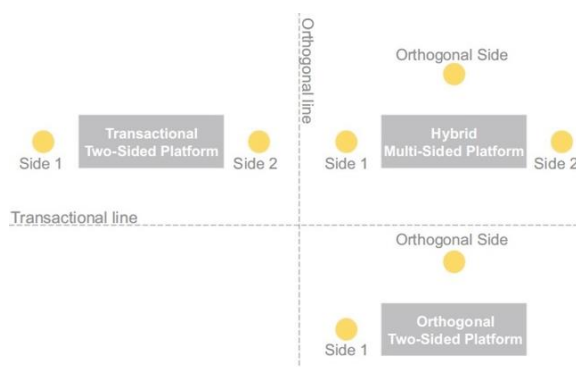 Orthogonal line
Orthogonal Side
Transactional
Two-Sided Platform
Side 1
Side 2
Hybrid
Multi-Sided Platform
Side 1
Side 2
Transactional line
Orthogonal Side
Orthogonal
Two-Sided Platform
Side 1